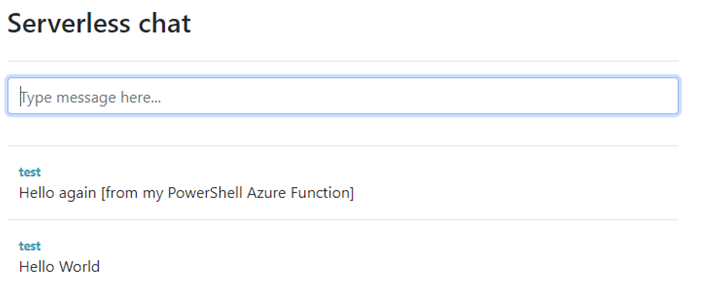 Serverless chat
Type message here...
test
Hello again [from my PowerShell Azure Function]
test
Hello World